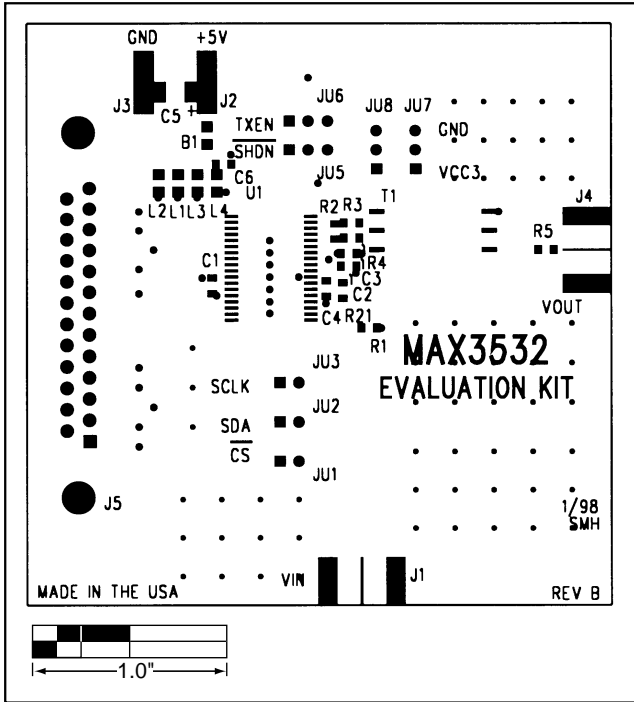 GND +5V
J3 C5 + J2
JU6 JU8 JU7
TXEN GND
B1 SHDN
JU5 VCC3
C6
U1
L2 L1 L3 L4
R2 R3 T1 J4
R5
R4
C1 C3
C2
C4 VOUT
R21
R1
MAX3532
EVALUATION KIT
JU3
SCLK
JU2
SDA
CS
JU1
J5
1/98
SMH
VIN J1
MADE IN THE USA REV B
1.0"